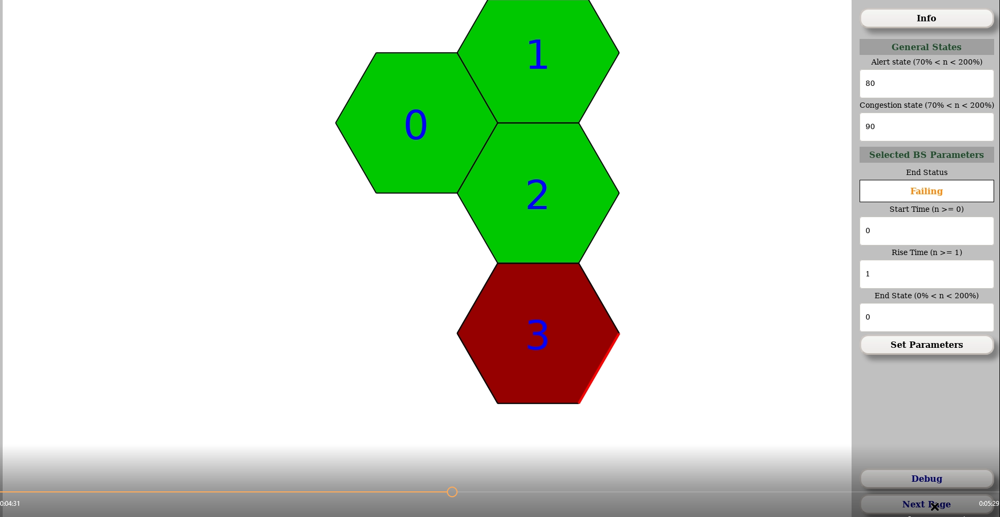 1
0
2
3
Info
General States
Alert state (70% < n < 200%)
80
Congestion state (70% < n < 200%)
90
Selected BS Parameters
End Status
Failing
Start Time (n >= 0)
0
Rise Time (n >= 1)
1
End State (0% < n < 200%)
0
Set Parameters
Debug
Next Page
0:04:31
0:05:29